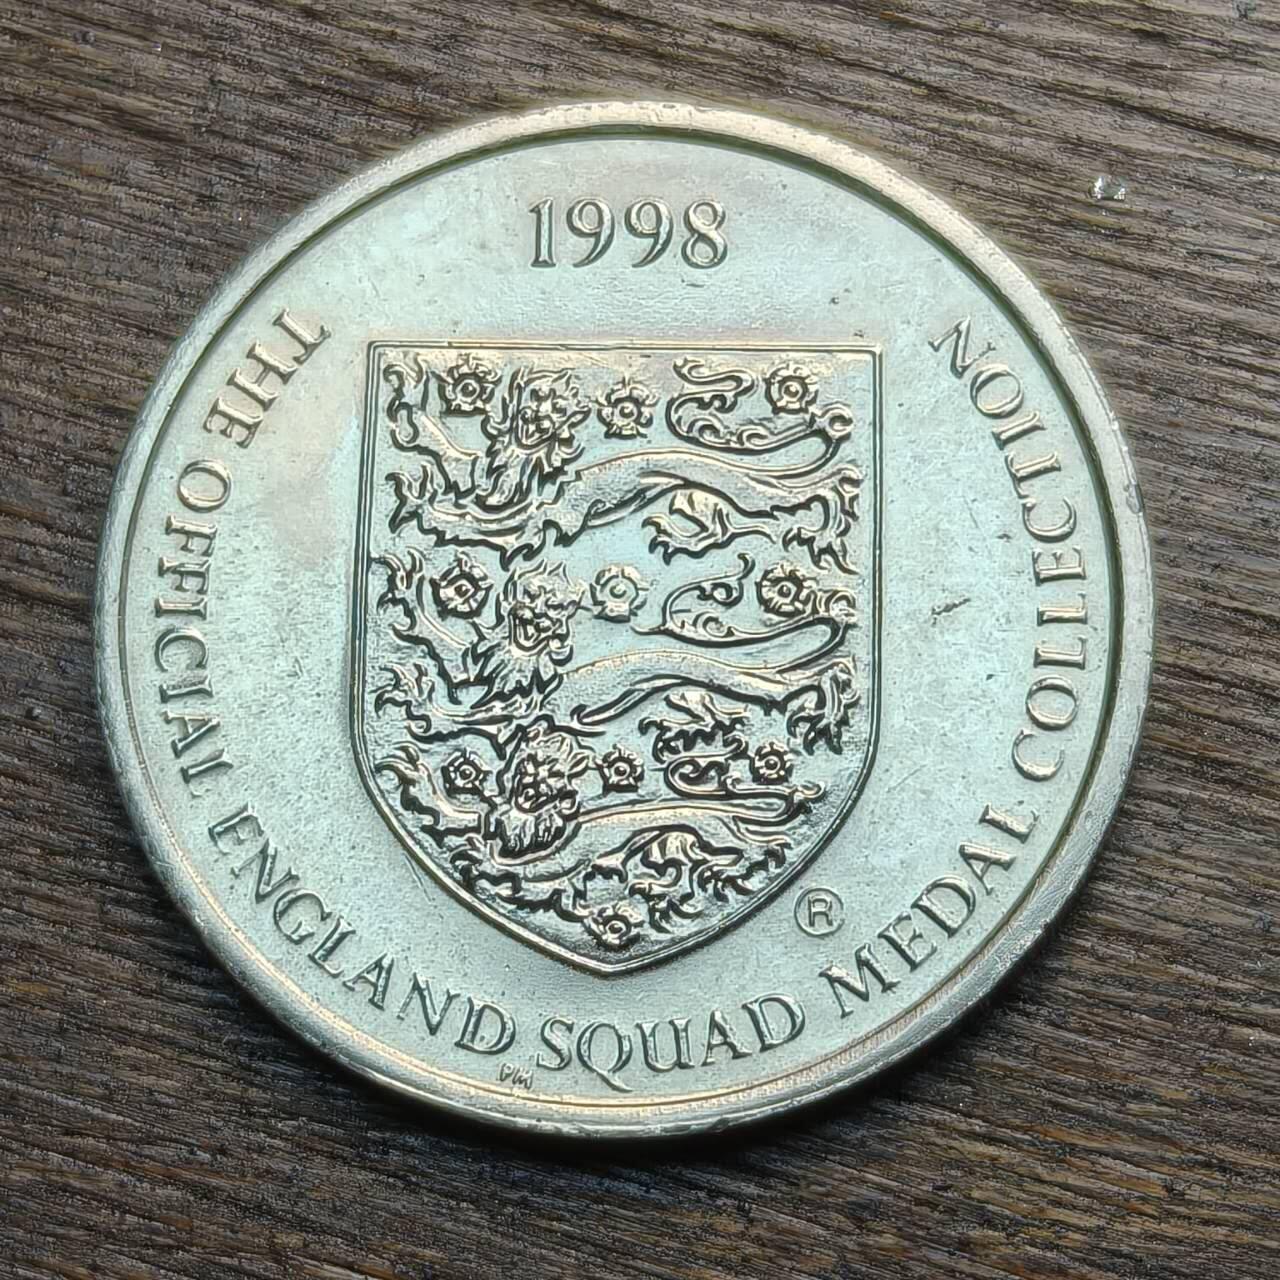 1998
THE OFFICIAL ENGLAND SQUAD MEDAL COLLECTION
®
PM